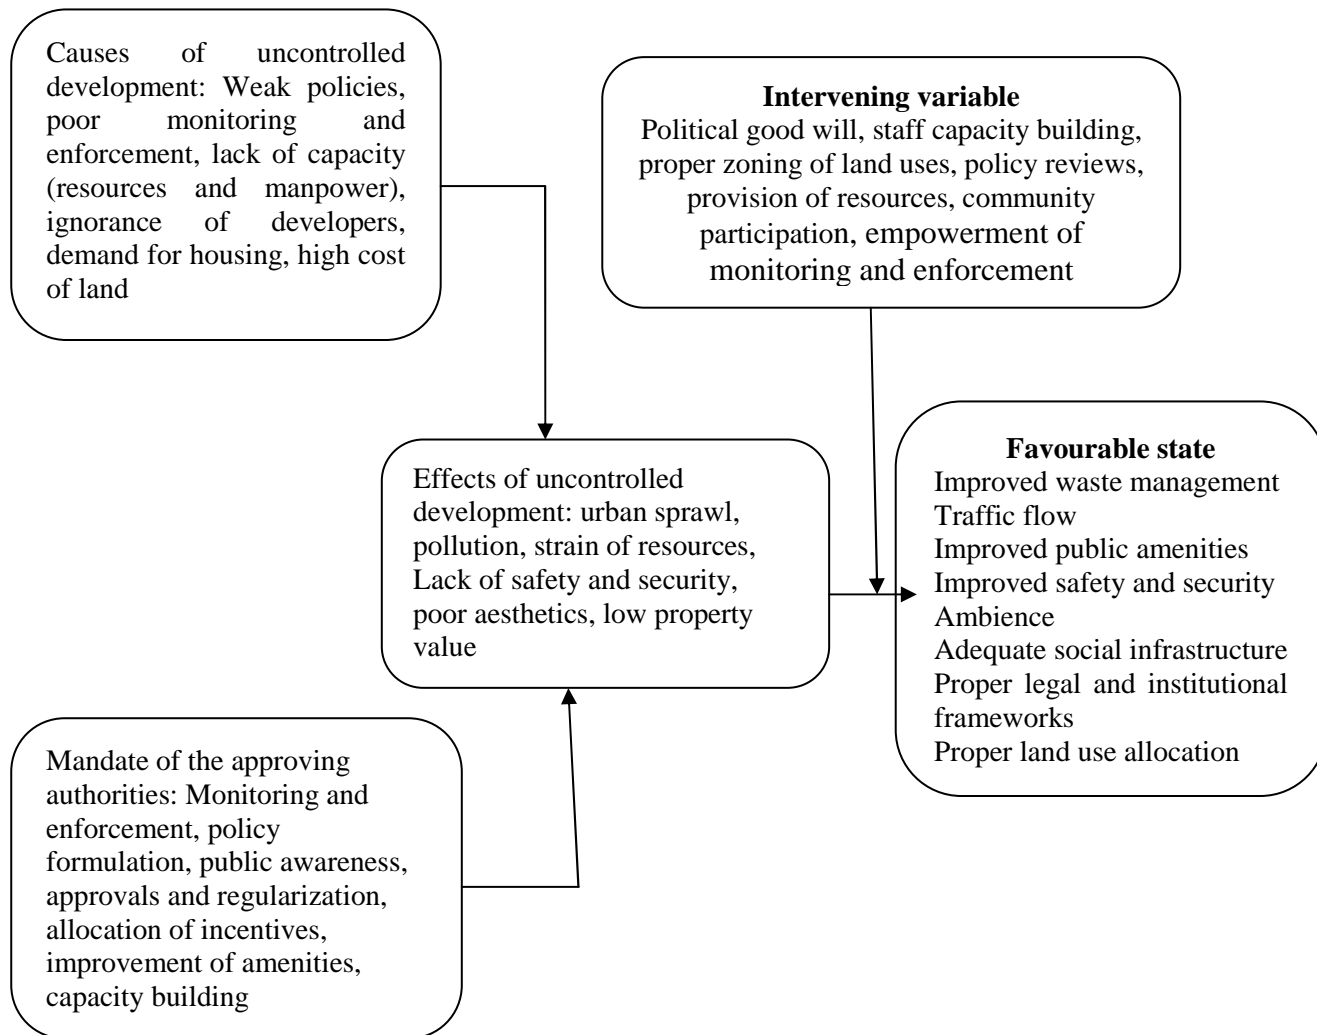 Causes of uncontrolled
development: Weak policies,
poor monitoring and
enforcement, lack of capacity
(resources and manpower),
ignorance of developers,
demand for housing, high cost
of land
Intervening variable
Political good will, staff capacity building,
proper zoning of land uses, policy reviews,
provision of resources, community
participation, empowerment of
monitoring and enforcement
Effects of uncontrolled
development: urban sprawl,
pollution, strain of resources,
Lack of safety and security,
poor aesthetics, low property
value
Favourable state
Improved waste management
Traffic flow
Improved public amenities
Improved safety and security
Ambience
Adequate social infrastructure
Proper legal and institutional
frameworks
Proper land use allocation
Mandate of the approving
authorities: Monitoring and
enforcement, policy
formulation, public awareness,
approvals and regularization,
allocation of incentives,
improvement of amenities,
capacity building